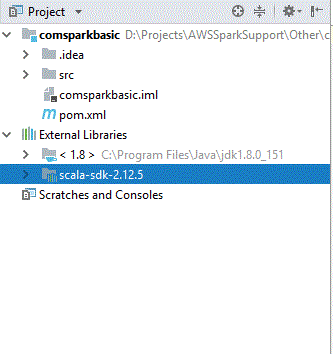 Project
comsparkbasic D:\Projects\AWSSparkSupport\Other\c
.idea
src
comsparkbasic.iml
pom.xml
External Libraries
< 1.8 > C:\Program Files\Java\jdk1.8.0_151
scala-sdk-2.12.5
Scratches and Consoles